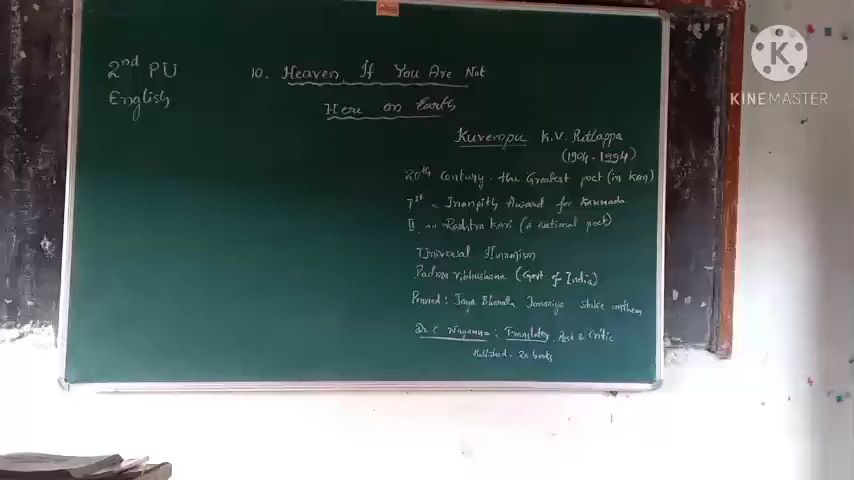 2nd PU
English
10. Heaven, If You Are Not
Here on Earth
Kuvempu K.V. Puttappa
(1904-1994)
20th Century - the Greatest poet (in Kan)
1st - Jnanpith Award for Kannada
II Rashtra Kavi (a national poet)
Universal Humanism
Padma Vibhushana (Govt of India)
Penned: Jaya Bharata Jananiya state anthem
Dr. C Naganna: Translator, Poet & Critic
Published - 20 books
KINEMASTER